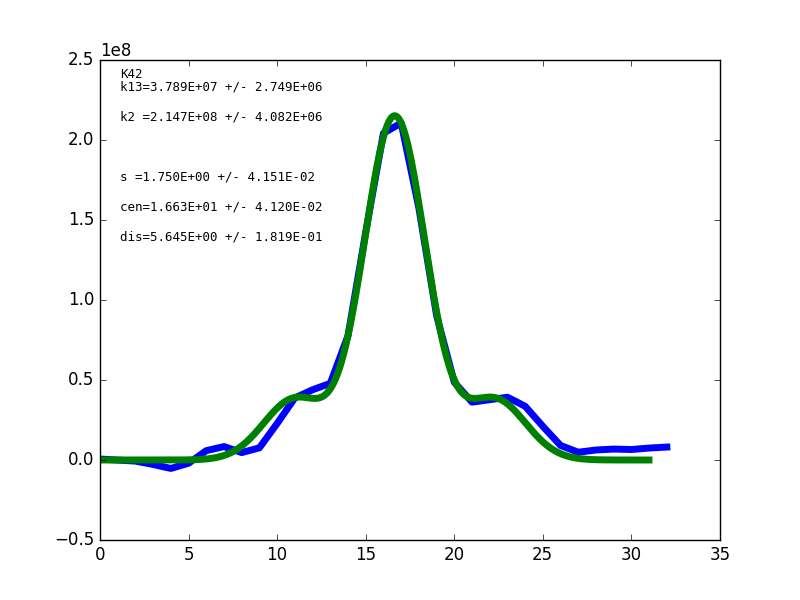 1e8
2.5
2.0
1.5
1.0
0.5
0.0
−0.5
K42
k13=3.789E+07 +/- 2.749E+06
k2 =2.147E+08 +/- 4.082E+06
s =1.750E+00 +/- 4.151E-02
cen=1.663E+01 +/- 4.120E-02
dis=5.645E+00 +/- 1.819E-01
0 5 10 15 20 25 30 35